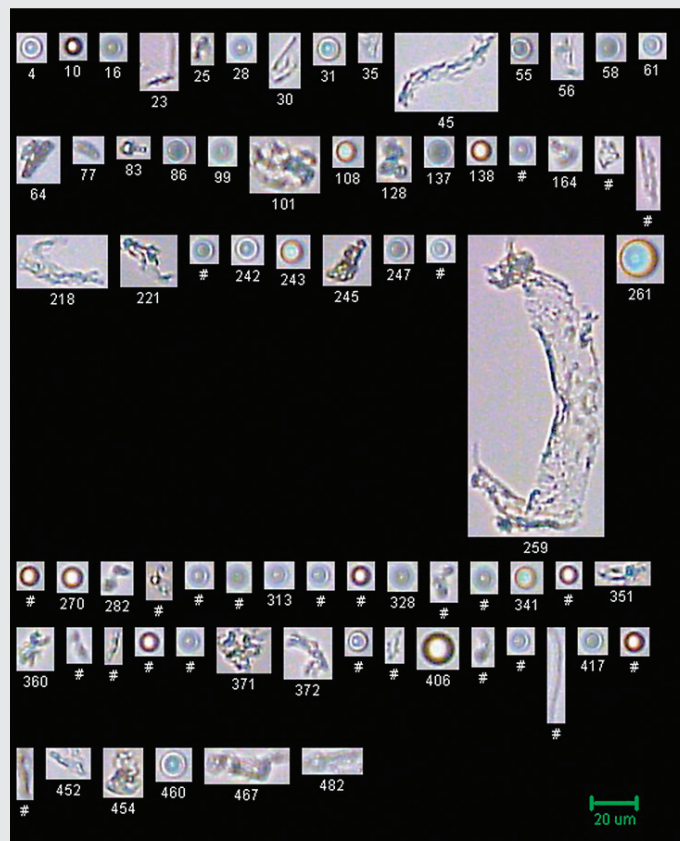 4 10 16 23 25 28 30 31 35 45 55 56 58 61
64 77 83 86 99 101 108 128 137 138 # 164 # #
218 221 # 242 243 245 247 # 259 261
# 270 282 # # # 313 # # 328 # # 341 # 351
360 # # # # 371 372 # # 406 # # # 417 #
# 452 454 460 467 482
20 um